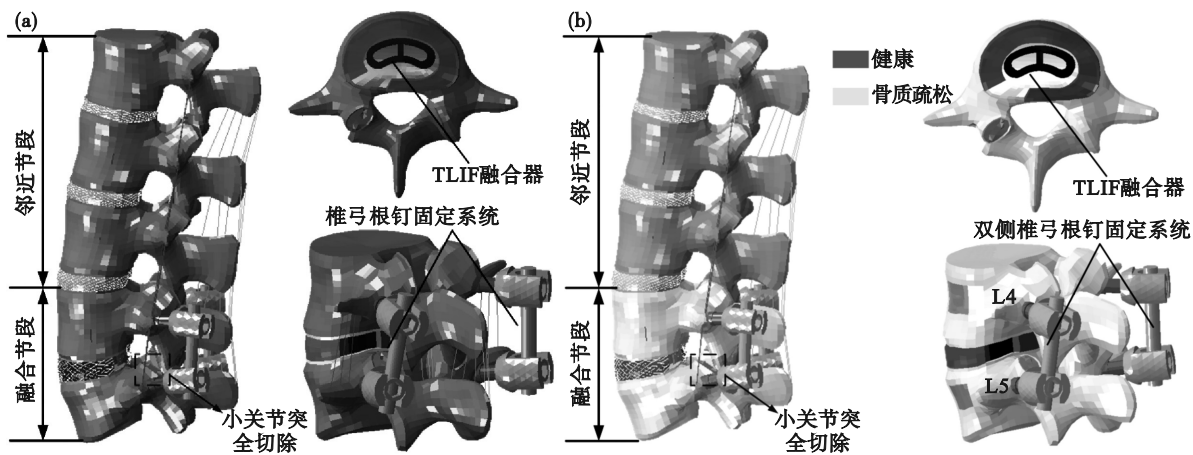 (a)
邻近节段
融合节段
TLIF融合器
椎弓根钉固定系统
小关节突
全切除
(b)
邻近节段
融合节段
健康
骨质疏松
TLIF融合器
双侧椎弓根钉固定系统
L4
L5
小关节突
全切除